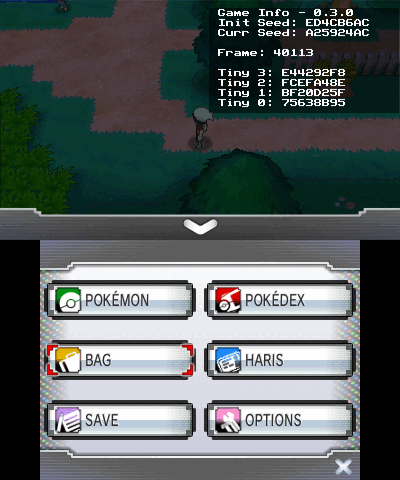 Game Info - 0.3.0
Init Seed: ED4CB6AC
Curr Seed: A25924AC
Frame: 40113
Tiny 3: E44292F8
Tiny 2: FCEFA48E
Tiny 1: BF20D25F
Tiny 0: 75638B95
POKÉMON
POKÉDEX
BAG
HARIS
SAVE
OPTIONS